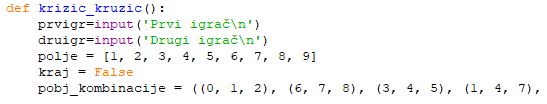 def krizic_kruzic():
    prvigr=input('Prvi igrač\n')
    druigr=input('Drugi igrač\n')
    polje = [1, 2, 3, 4, 5, 6, 7, 8, 9]
    kraj = False
    pobj_kombinacije = ((0, 1, 2), (6, 7, 8), (3, 4, 5), (1, 4, 7),